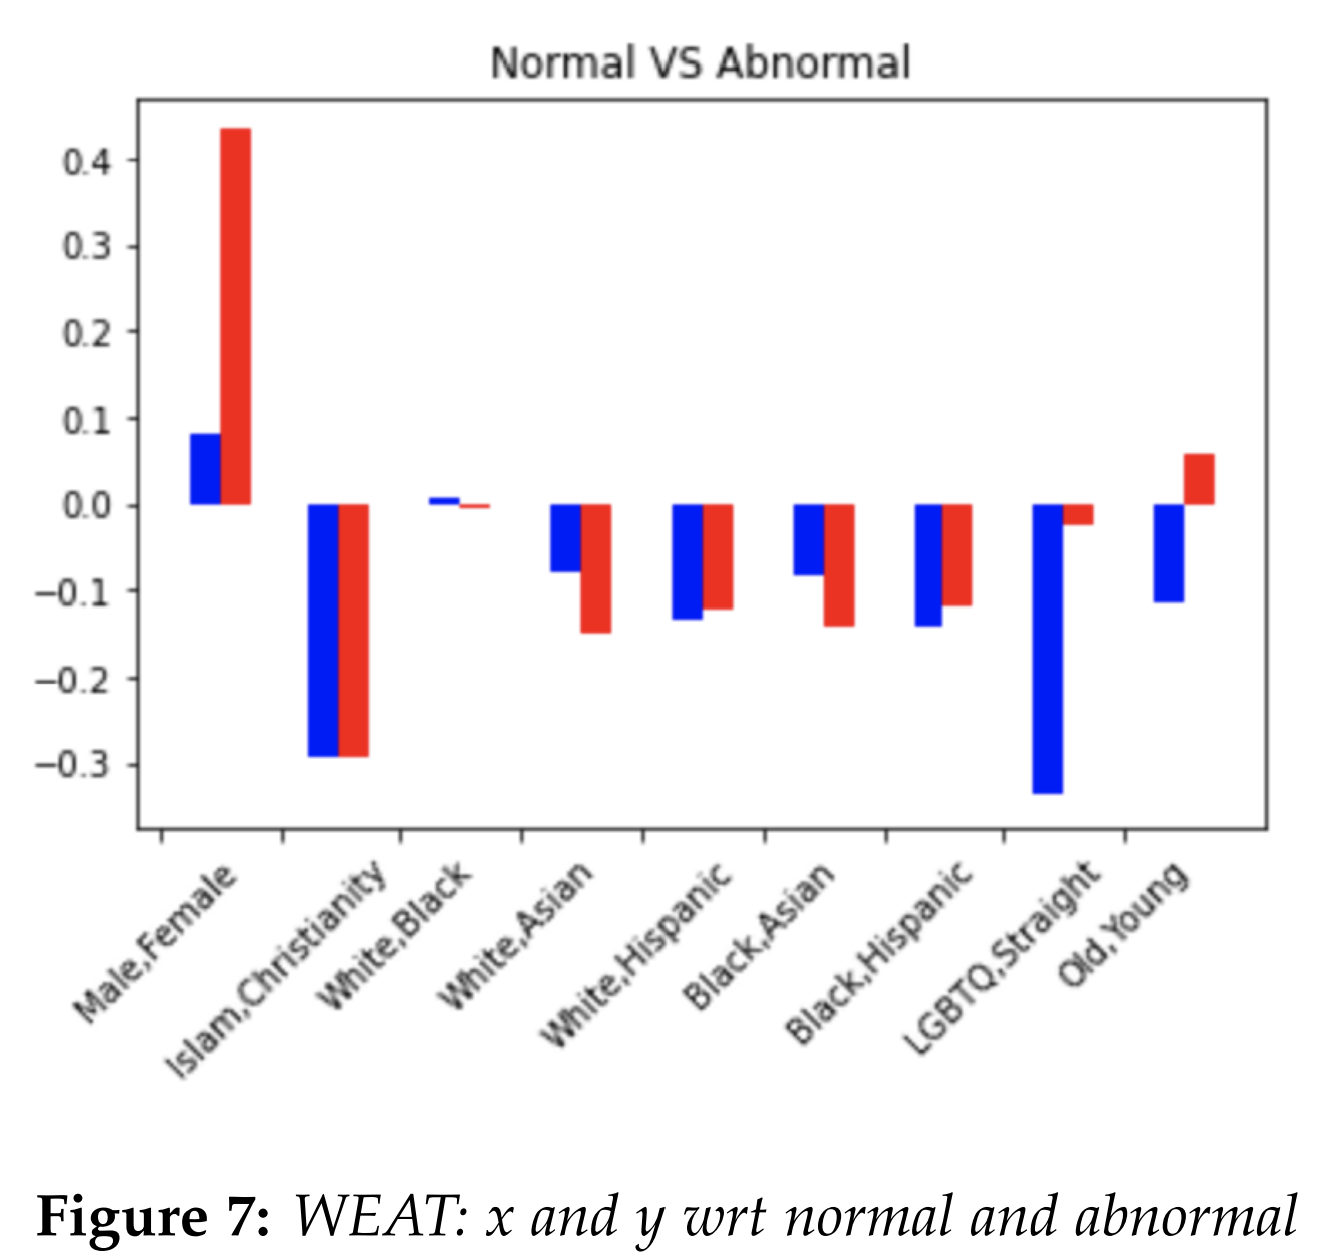 Normal VS Abnormal
0.4
0.3
0.2
0.1
0.0
−0.1
−0.2
−0.3
Male,Female
Islam,Christianity
White,Black
White,Asian
White,Hispanic
Black,Asian
Black,Hispanic
LGBTQ,Straight
Old,Young
Figure 7: WEAT: x and y wrt normal and abnormal